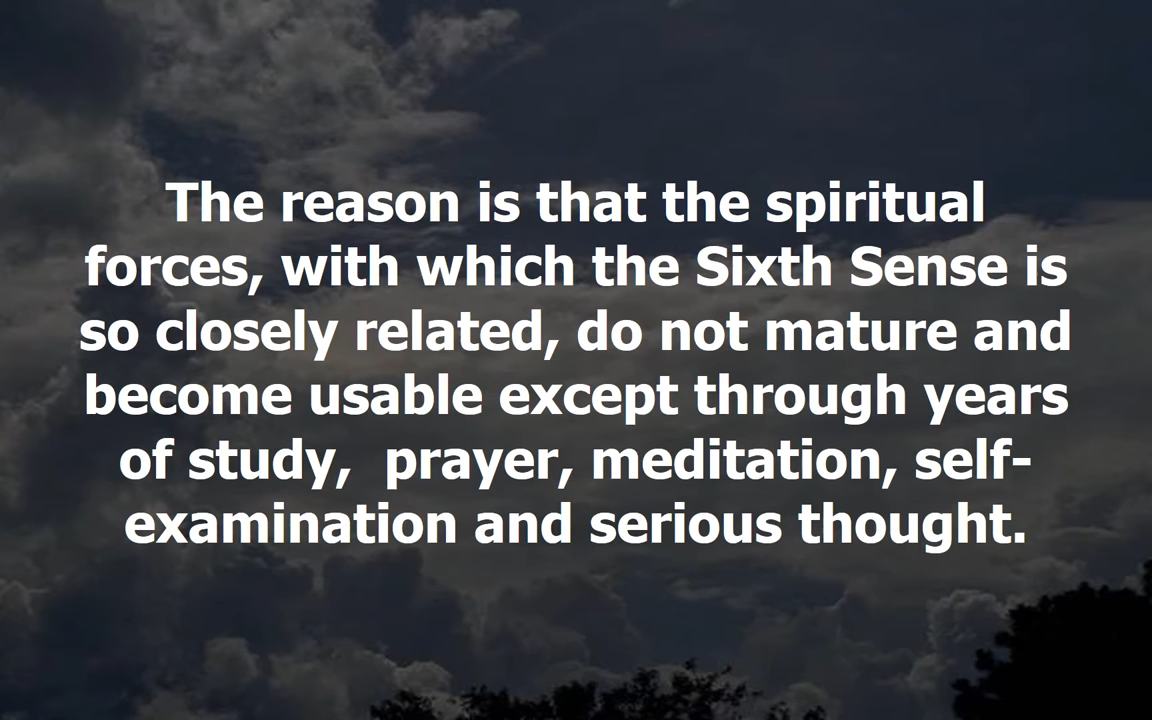 The reason is that the spiritual
forces, with which the Sixth Sense is
so closely related, do not mature and
become usable except through years
of study,  prayer, meditation, self-
examination and serious thought.